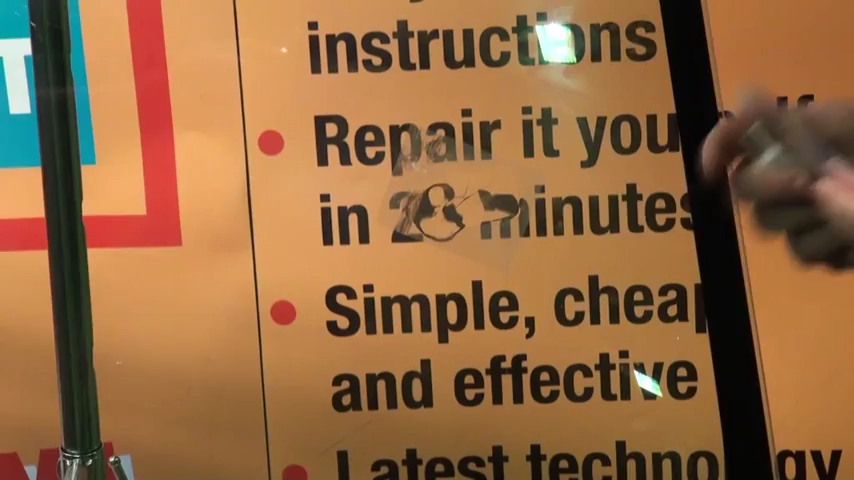 instructions
Repair it you
in minutes
Simple, cheap
and effective
Latest techno gy